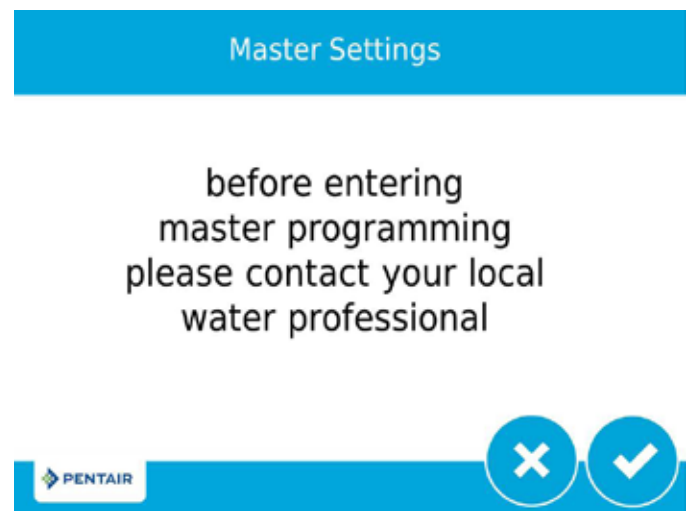 Master Settings
before entering
master programming
please contact your local
water professional
PENTAIR